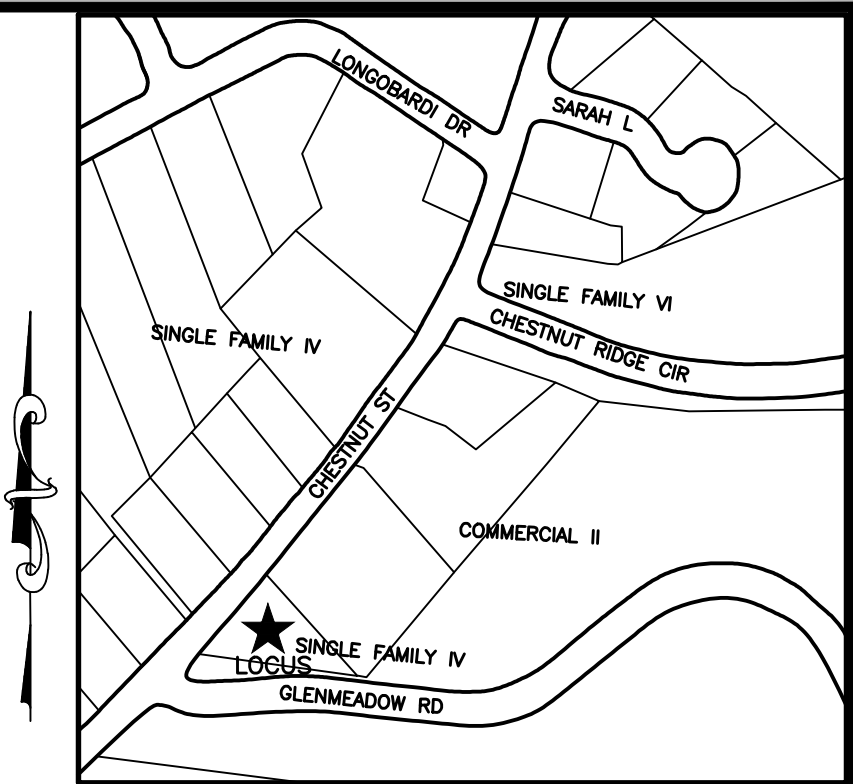 LONGOBARDI DR
SARAH L
SINGLE FAMILY VI
CHESTNUT RIDGE CIR
SINGLE FAMILY IV
CHESTNUT ST
COMMERCIAL II
SINGLE FAMILY IV
LOCUS
GLENMEADOW RD